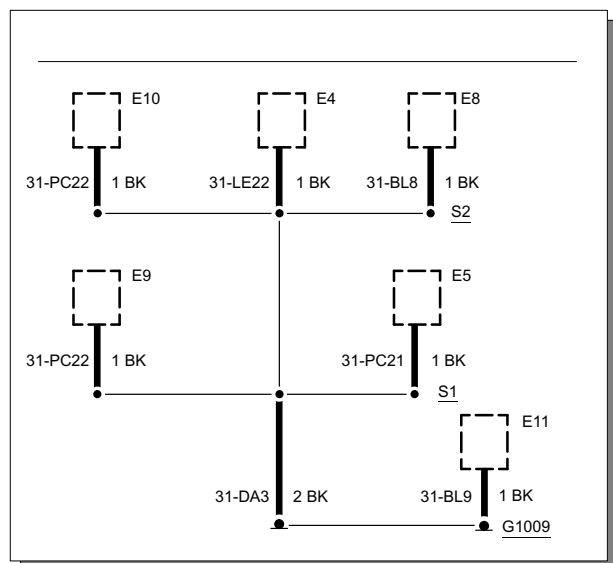 E10 E4 E8
31-PC22 1 BK 31-LE22 1 BK 31-BL8 1 BK
S2
E9 E5
31-PC22 1 BK 31-PC21 1 BK
S1
E11
31-DA3 2 BK 31-BL9 1 BK
G1009